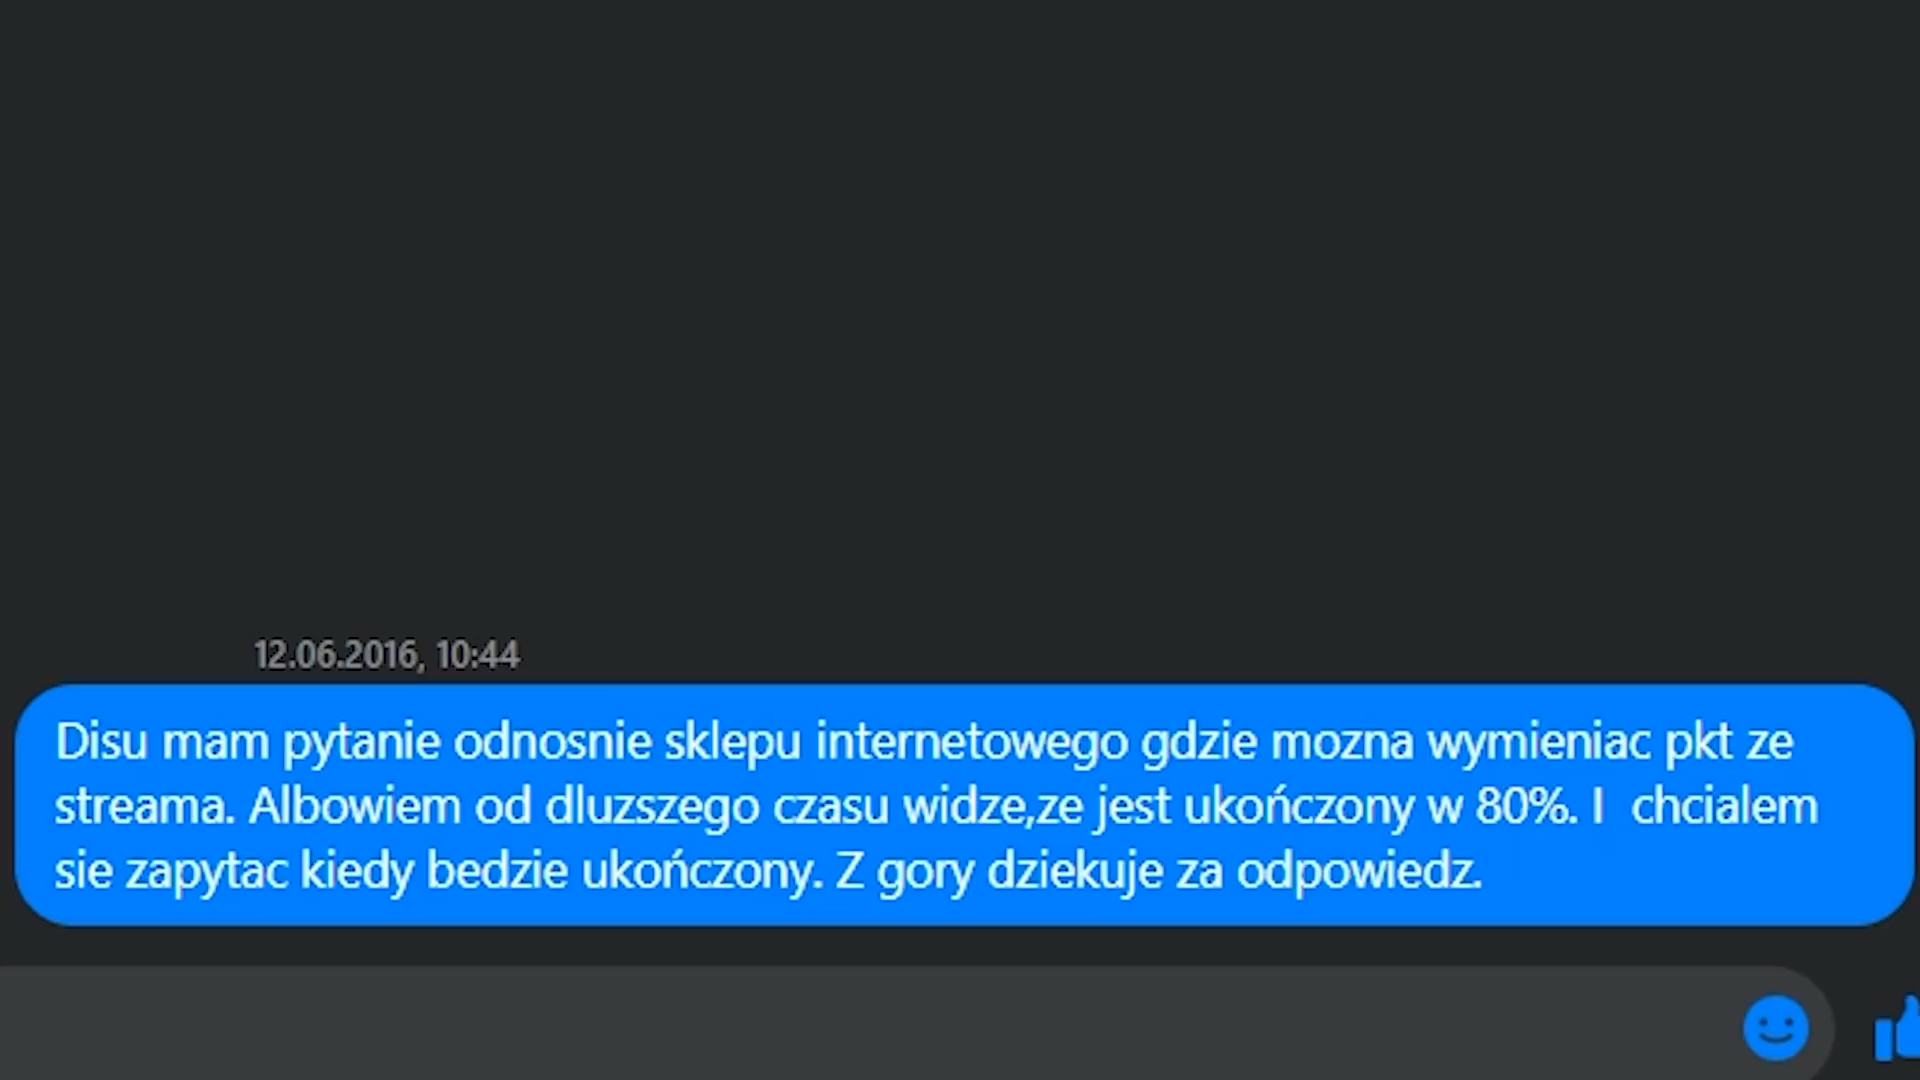 12.06.2016, 10:44
Disu mam pytanie odnosnie sklepu internetowego gdzie mozna wymieniac pkt ze
streama. Albowiem od dluzszego czasu widze,ze jest ukończony w 80%. I  chcialem
sie zapytac kiedy bedzie ukończony. Z gory dziekuje za odpowiedz.